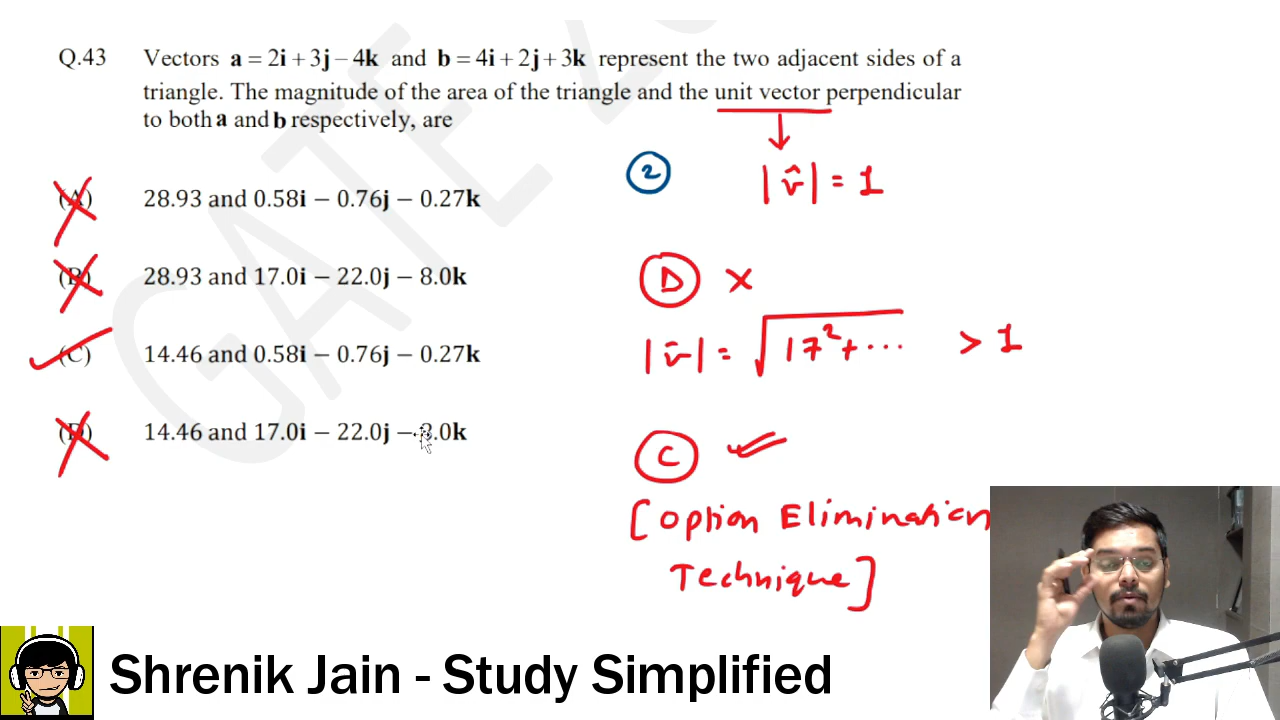 Q.43 Vectors a = 2i + 3j − 4k and b = 4i + 2j + 3k represent the two adjacent sides of a
triangle. The magnitude of the area of the triangle and the unit vector perpendicular
to both a and b respectively, are
2
|v̂| = 1
(A) 28.93 and 0.58i − 0.76j − 0.27k
(B) 28.93 and 17.0i − 22.0j − 8.0k
D ×
|v̂| = √17²+... > 1
(C) 14.46 and 0.58i − 0.76j − 0.27k
(D) 14.46 and 17.0i − 22.0j − 8.0k
C
[Option Elimination
Technique]
GATE 20
Shrenik Jain - Study Simplified